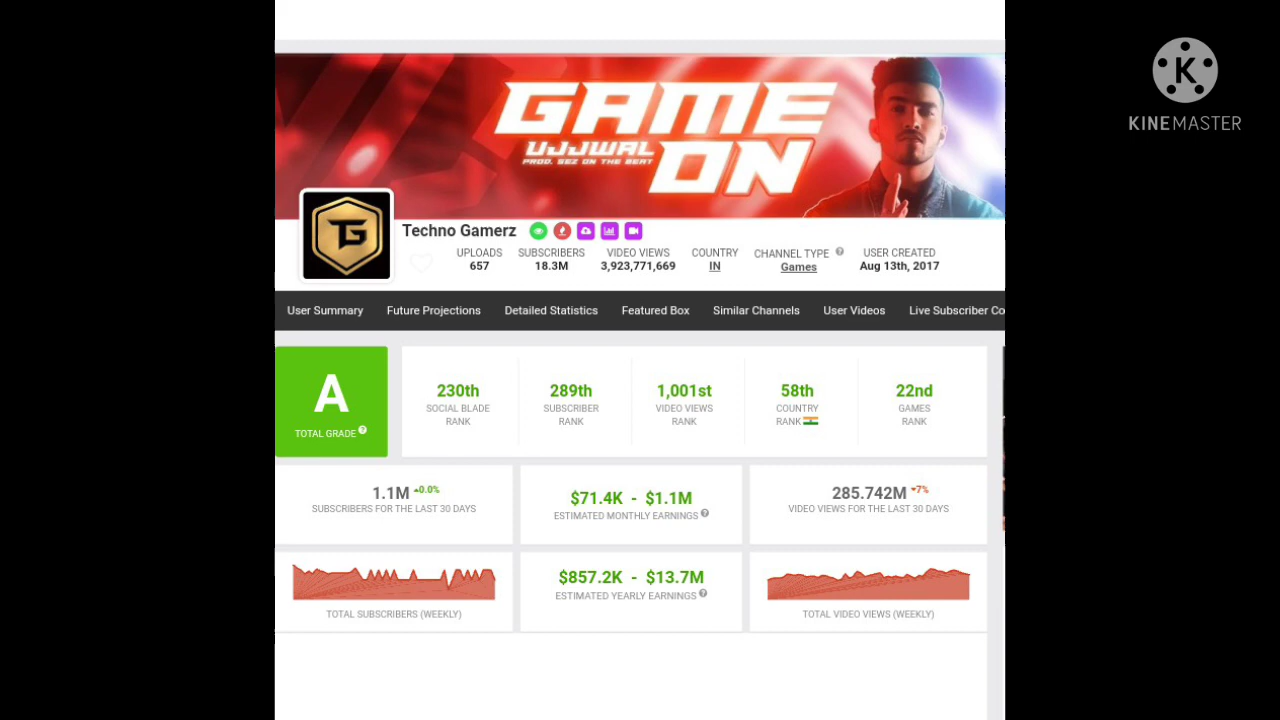 K
KINEMASTER
GAME
UJJWAL
PROD. SEZ ON THE BEAT
ON
TG
Techno Gamerz
UPLOADS
657
SUBSCRIBERS
18.3M
VIDEO VIEWS
3,923,771,669
COUNTRY
IN
CHANNEL TYPE ?
Games
USER CREATED
Aug 13th, 2017
User Summary Future Projections Detailed Statistics Featured Box Similar Channels User Videos Live Subscriber Co
A
TOTAL GRADE ?
230th
SOCIAL BLADE
RANK
289th
SUBSCRIBER
RANK
1,001st
VIDEO VIEWS
RANK
58th
COUNTRY
RANK
22nd
GAMES
RANK
1.1M 0.0%
SUBSCRIBERS FOR THE LAST 30 DAYS
$71.4K - $1.1M
ESTIMATED MONTHLY EARNINGS ?
285.742M 7%
VIDEO VIEWS FOR THE LAST 30 DAYS
TOTAL SUBSCRIBERS (WEEKLY)
$857.2K - $13.7M
ESTIMATED YEARLY EARNINGS ?
TOTAL VIDEO VIEWS (WEEKLY)